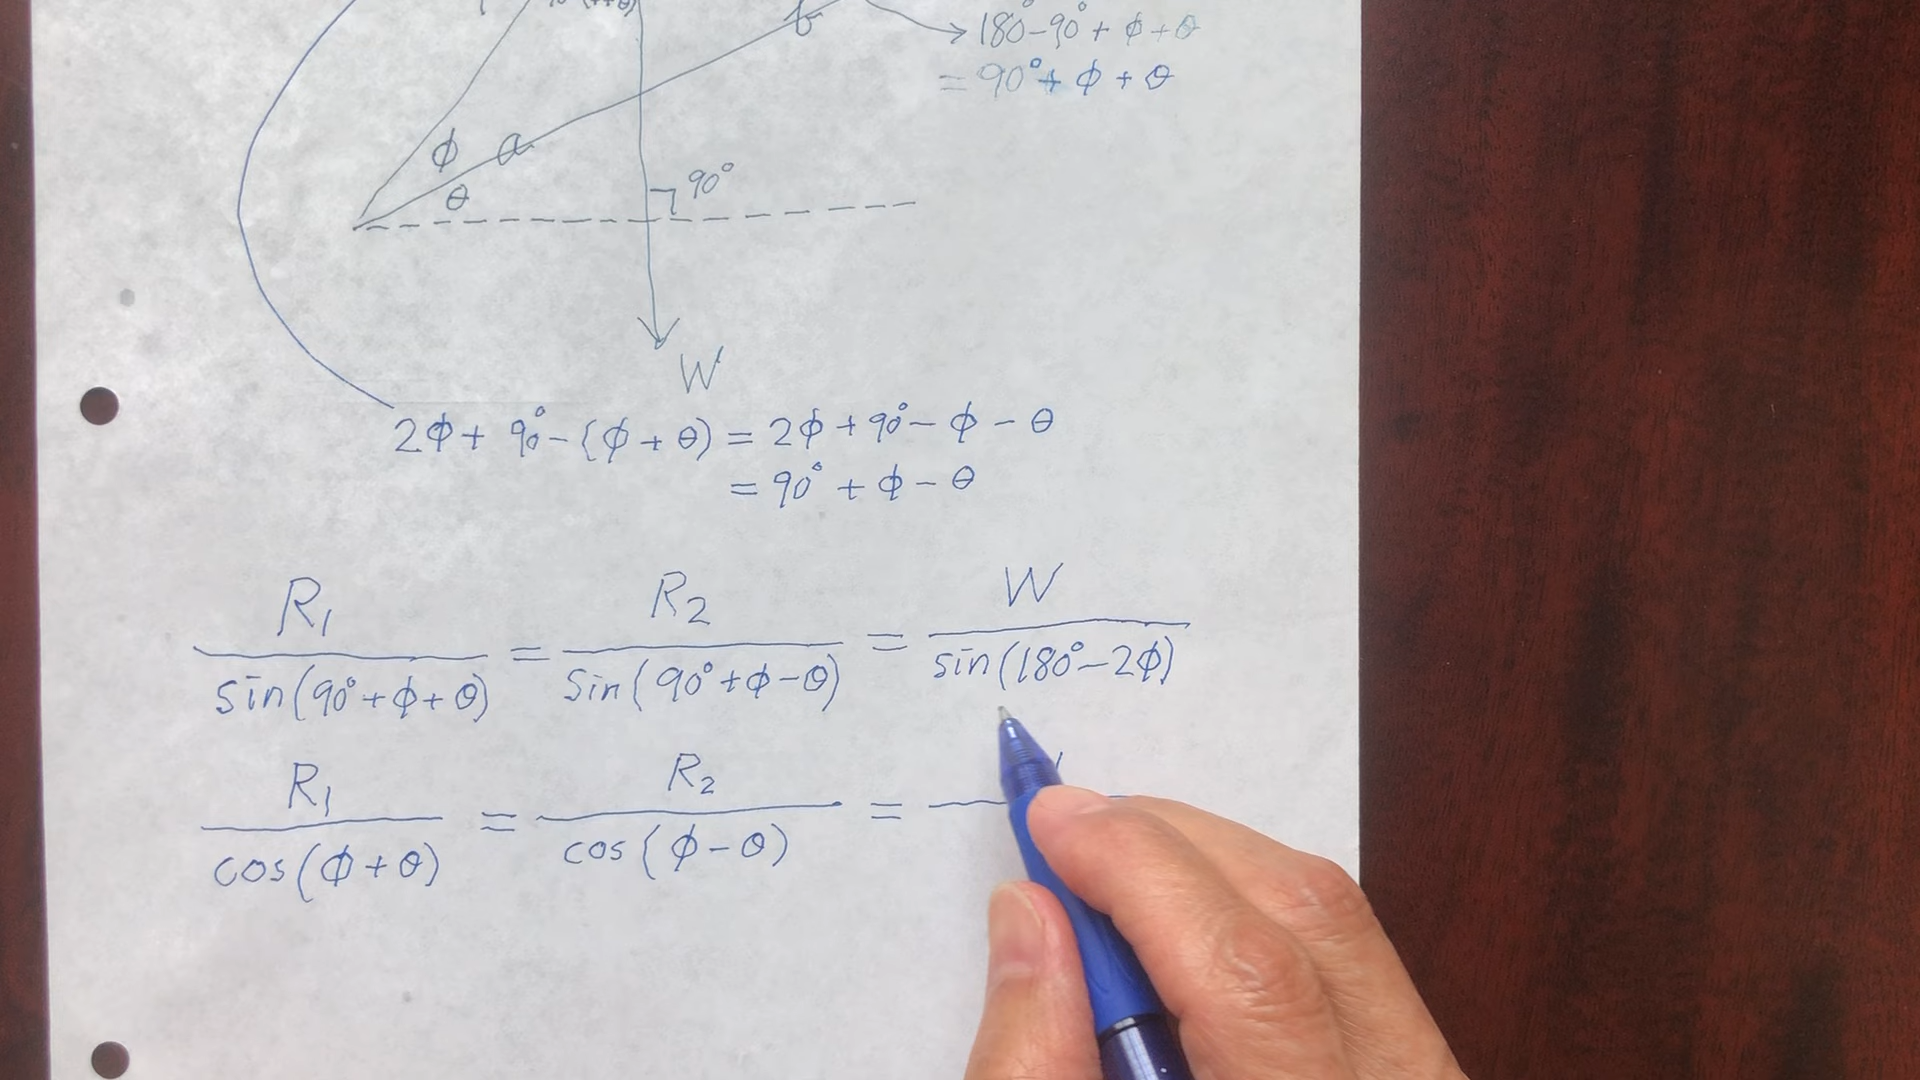 180°-90° + ϕ + θ
= 90° + ϕ + θ
ϕ a
θ
90°
W
2ϕ + 90° - (ϕ + θ) = 2ϕ + 90° - ϕ - θ
= 90° + ϕ - θ
R₁ / sin(90° + ϕ + θ) = R₂ / sin(90° + ϕ - θ) = W / sin(180° - 2ϕ)
R₁ / cos(ϕ + θ) = R₂ / cos(ϕ - θ) =